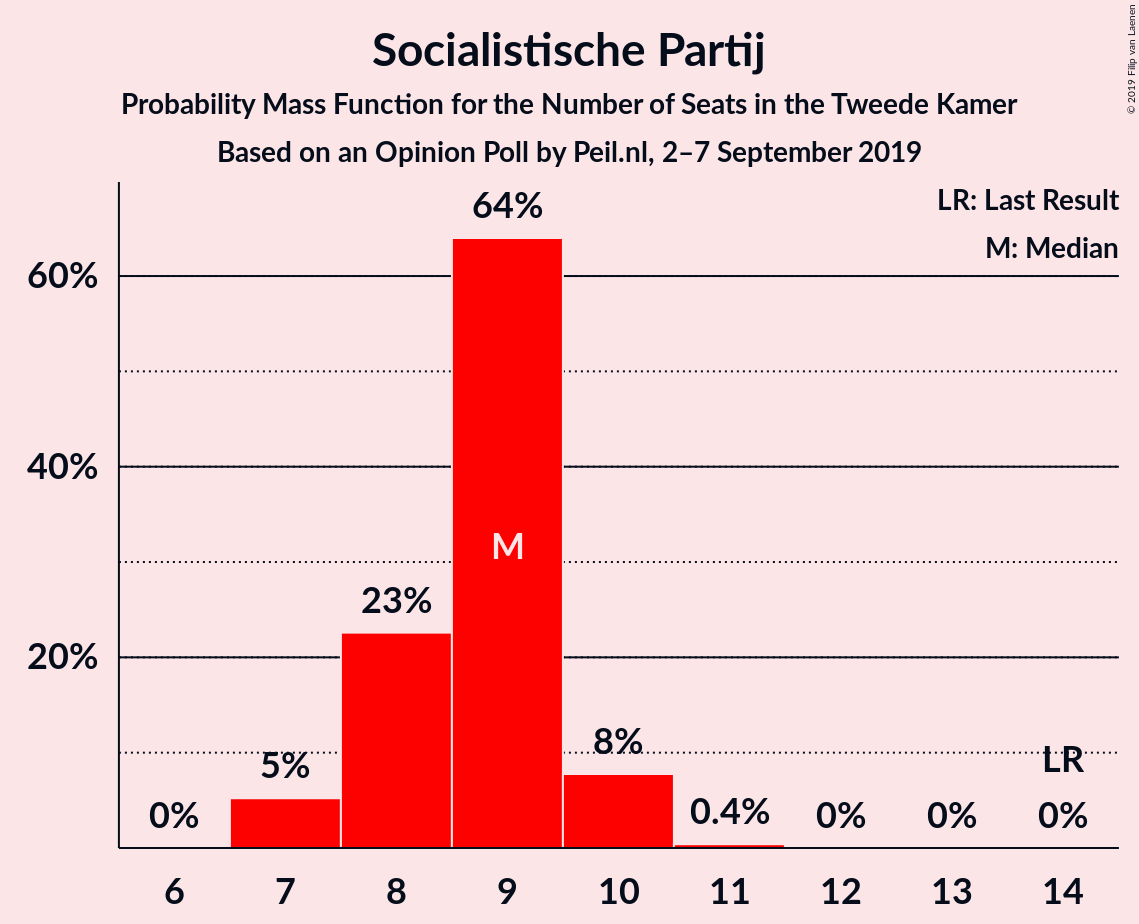 Socialistische Partij
Probability Mass Function for the Number of Seats in the Tweede Kamer
Based on an Opinion Poll by Peil.nl, 2–7 September 2019
© 2019 Filip van Laenen
LR: Last Result
M: Median
60%
40%
20%
0%
5%
23%
64%
M
8%
0.4%
0%
0%
LR
0%
6 7 8 9 10 11 12 13 14